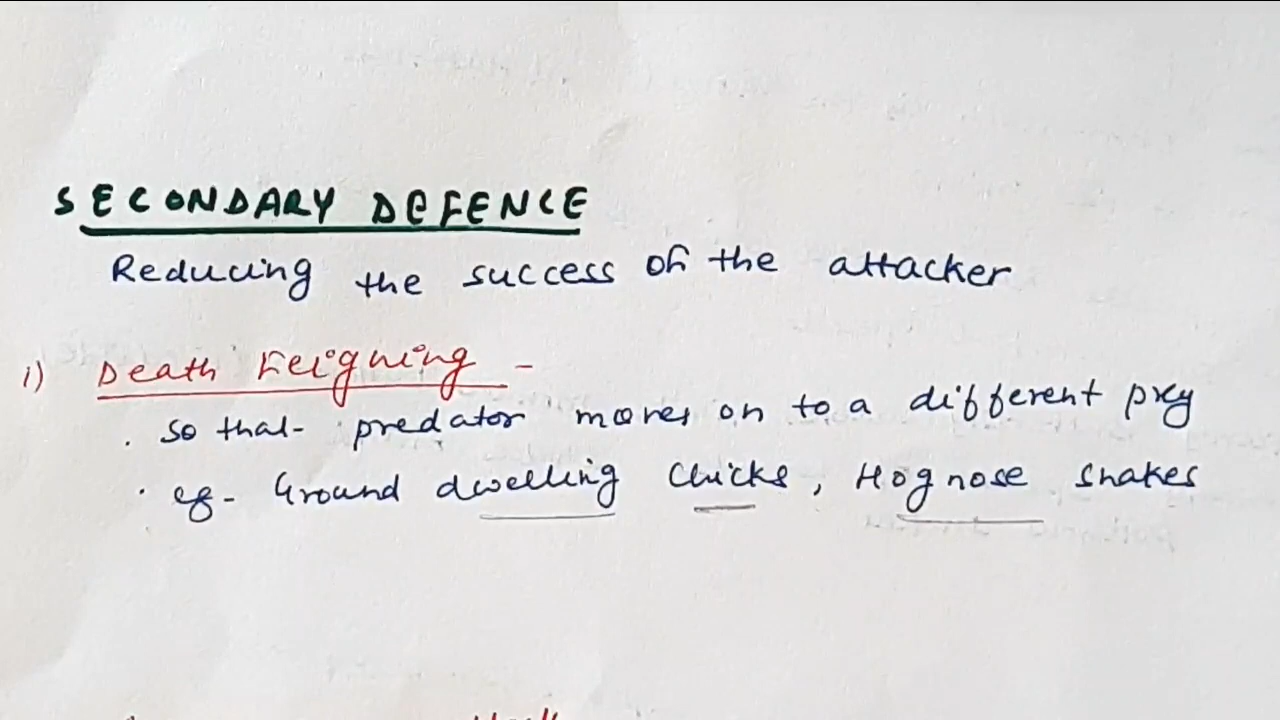 SECONDARY DEFENCE
Reducing the success of the attacker
1) Death Feigning -
. so that - predator moves on to a different prey
. eg - Ground dwelling chicks, Hognose snakes